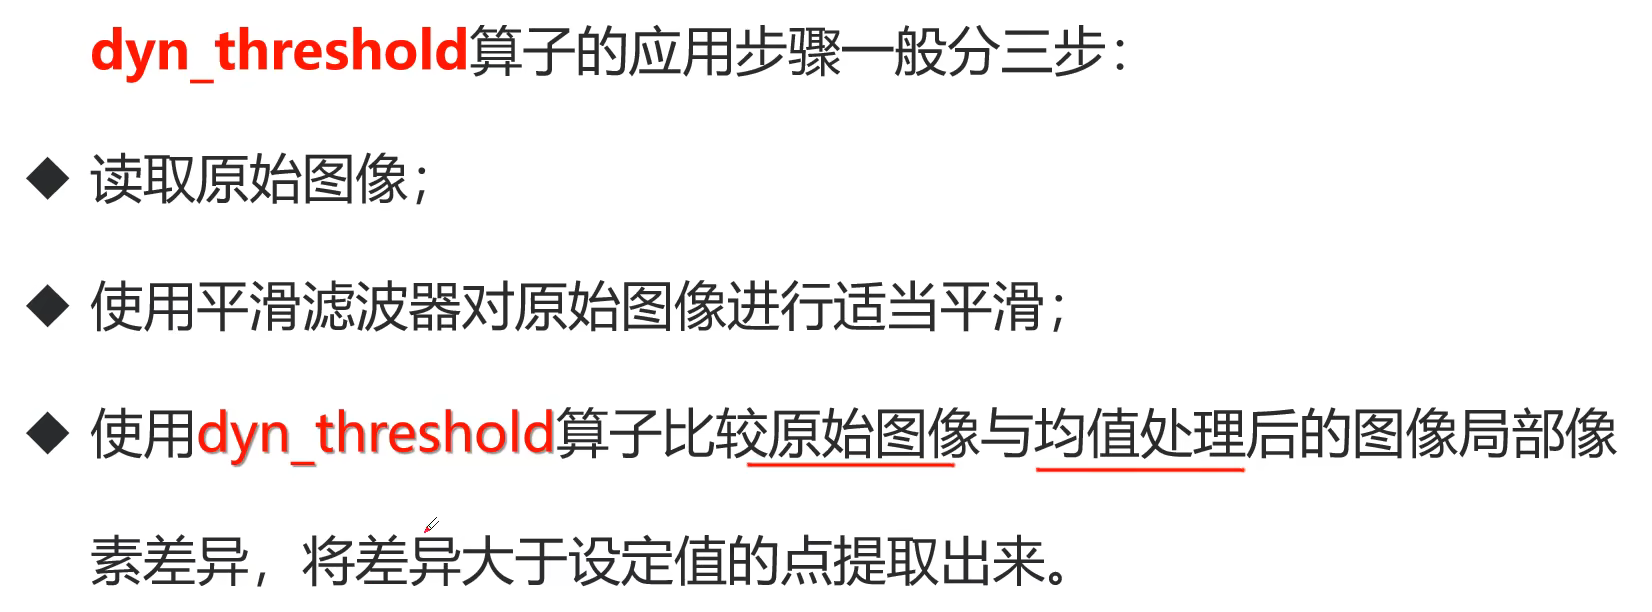 dyn_threshold算子的应用步骤一般分三步：
◆ 读取原始图像；
◆ 使用平滑滤波器对原始图像进行适当平滑；
◆ 使用dyn_threshold算子比较原始图像与均值处理后的图像局部像
素差异，将差异大于设定值的点提取出来。